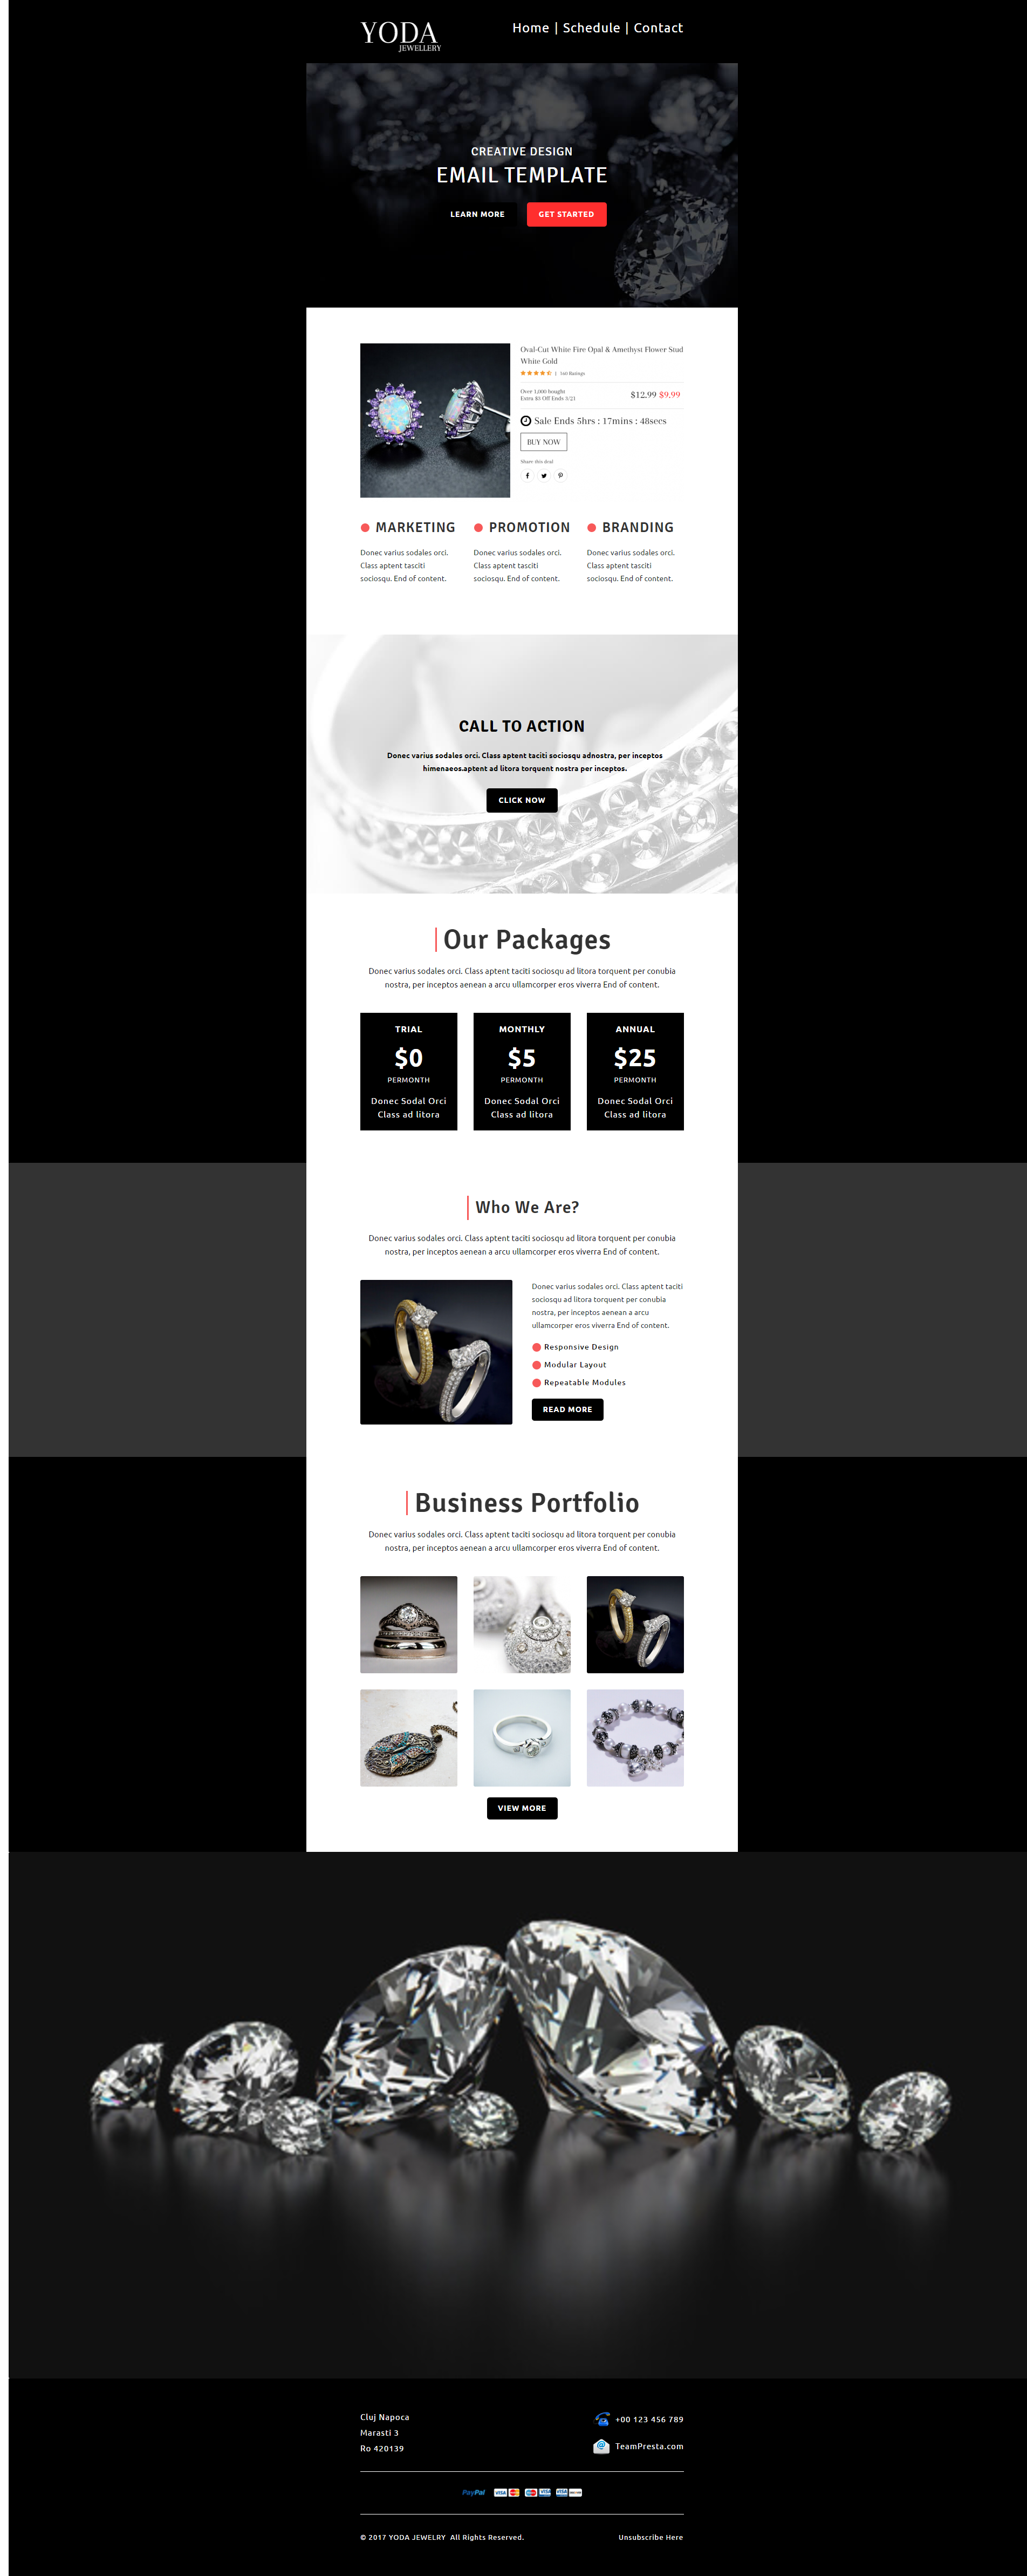 YODA
JEWELLERY
Home | Schedule | Contact
CREATIVE DESIGN
EMAIL TEMPLATE
LEARN MORE
GET STARTED
Oval-Cut White Fire Opal & Amethyst Flower Stud
White Gold
| 160 Ratings
Over 1,000 bought
Extra $5 Off Ends 3/21
$12,99 $9,99
Sale Ends 5hrs : 17mins : 48secs
BUY NOW
Share this deal
MARKETING
Donec varius sodales orci.
Class aptent tasciti
sociosqu. End of content.
PROMOTION
Donec varius sodales orci.
Class aptent tasciti
sociosqu. End of content.
BRANDING
Donec varius sodales orci.
Class aptent tasciti
sociosqu. End of content.
CALL TO ACTION
Donec varius sodales orci. Class aptent taciti sociosqu adnostra, per inceptos
himenaeos.aptent ad litora torquent nostra per inceptos.
CLICK NOW
Our Packages
Donec varius sodales orci. Class aptent taciti sociosqu ad litora torquent per conubia
nostra, per inceptos aenean a arcu ullamcorper eros viverra End of content.
TRIAL
$0
PERMONTH
Donec Sodal Orci
Class ad litora
MONTHLY
$5
PERMONTH
Donec Sodal Orci
Class ad litora
ANNUAL
$25
PERMONTH
Donec Sodal Orci
Class ad litora
Who We Are?
Donec varius sodales orci. Class aptent taciti sociosqu ad litora torquent per conubia
nostra, per inceptos aenean a arcu ullamcorper eros viverra End of content.
Donec varius sodales orci. Class aptent taciti
sociosqu ad litora torquent per conubia
nostra, per inceptos aenean a arcu
ullamcorper eros viverra End of content.
Responsive Design
Modular Layout
Repeatable Modules
READ MORE
Business Portfolio
Donec varius sodales orci. Class aptent taciti sociosqu ad litora torquent per conubia
nostra, per inceptos aenean a arcu ullamcorper eros viverra End of content.
VIEW MORE
Cluj Napoca
Marasti 3
Ro 420139
+00 123 456 789
TeamPresta.com
PayPal
VISA
VISA
VISA
© 2017 YODA JEWELRY All Rights Reserved.
Unsubscribe Here